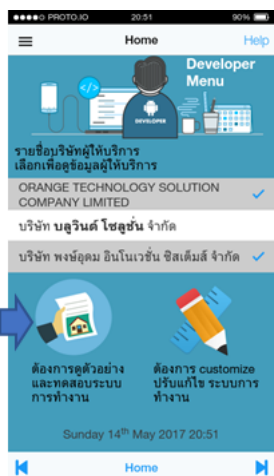 PROTO.IO 20:51 90%
Home Help
Developer
Menu
</>
DEVELOPER
รายชื่อบริษัทผู้ให้บริการ
เลือกเพื่อดูข้อมูลผู้ให้บริการ
ORANGE TECHNOLOGY SOLUTION
COMPANY LIMITED
บริษัท บลูวินด์ โซลูชั่น จำกัด
บริษัท พงษ์อุดม อินโนเวชั่น ซิสเต็มส์ จำกัด
ต้องการดูตัวอย่าง
และทดสอบระบบ
การทำงาน
ต้องการ customize
ปรับแก้ไข ระบบการ
ทำงาน
Sunday 14th May 2017 20:51
Home